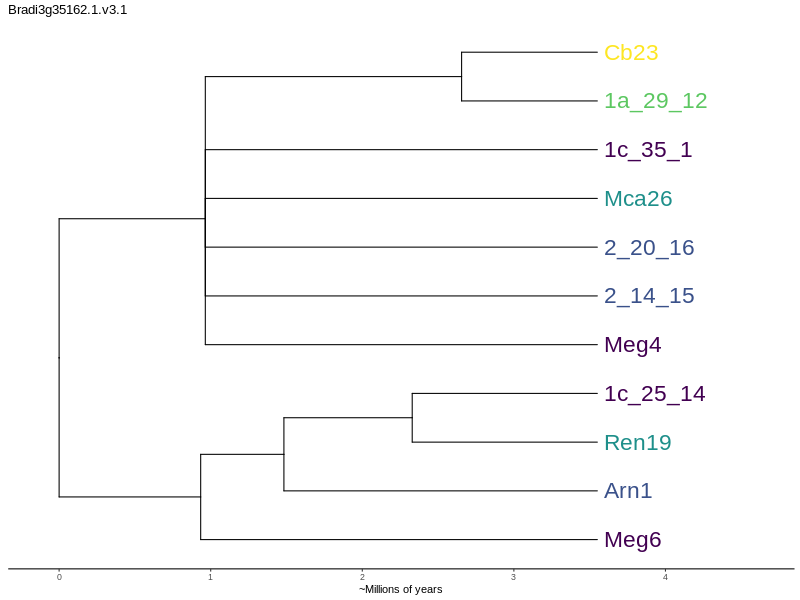 Bradi3g35162.1.v3.1
Cb23
1a_29_12
1c_35_1
Mca26
2_20_16
2_14_15
Meg4
1c_25_14
Ren19
Arn1
Meg6
0 1 2 3 4
~Millions of years